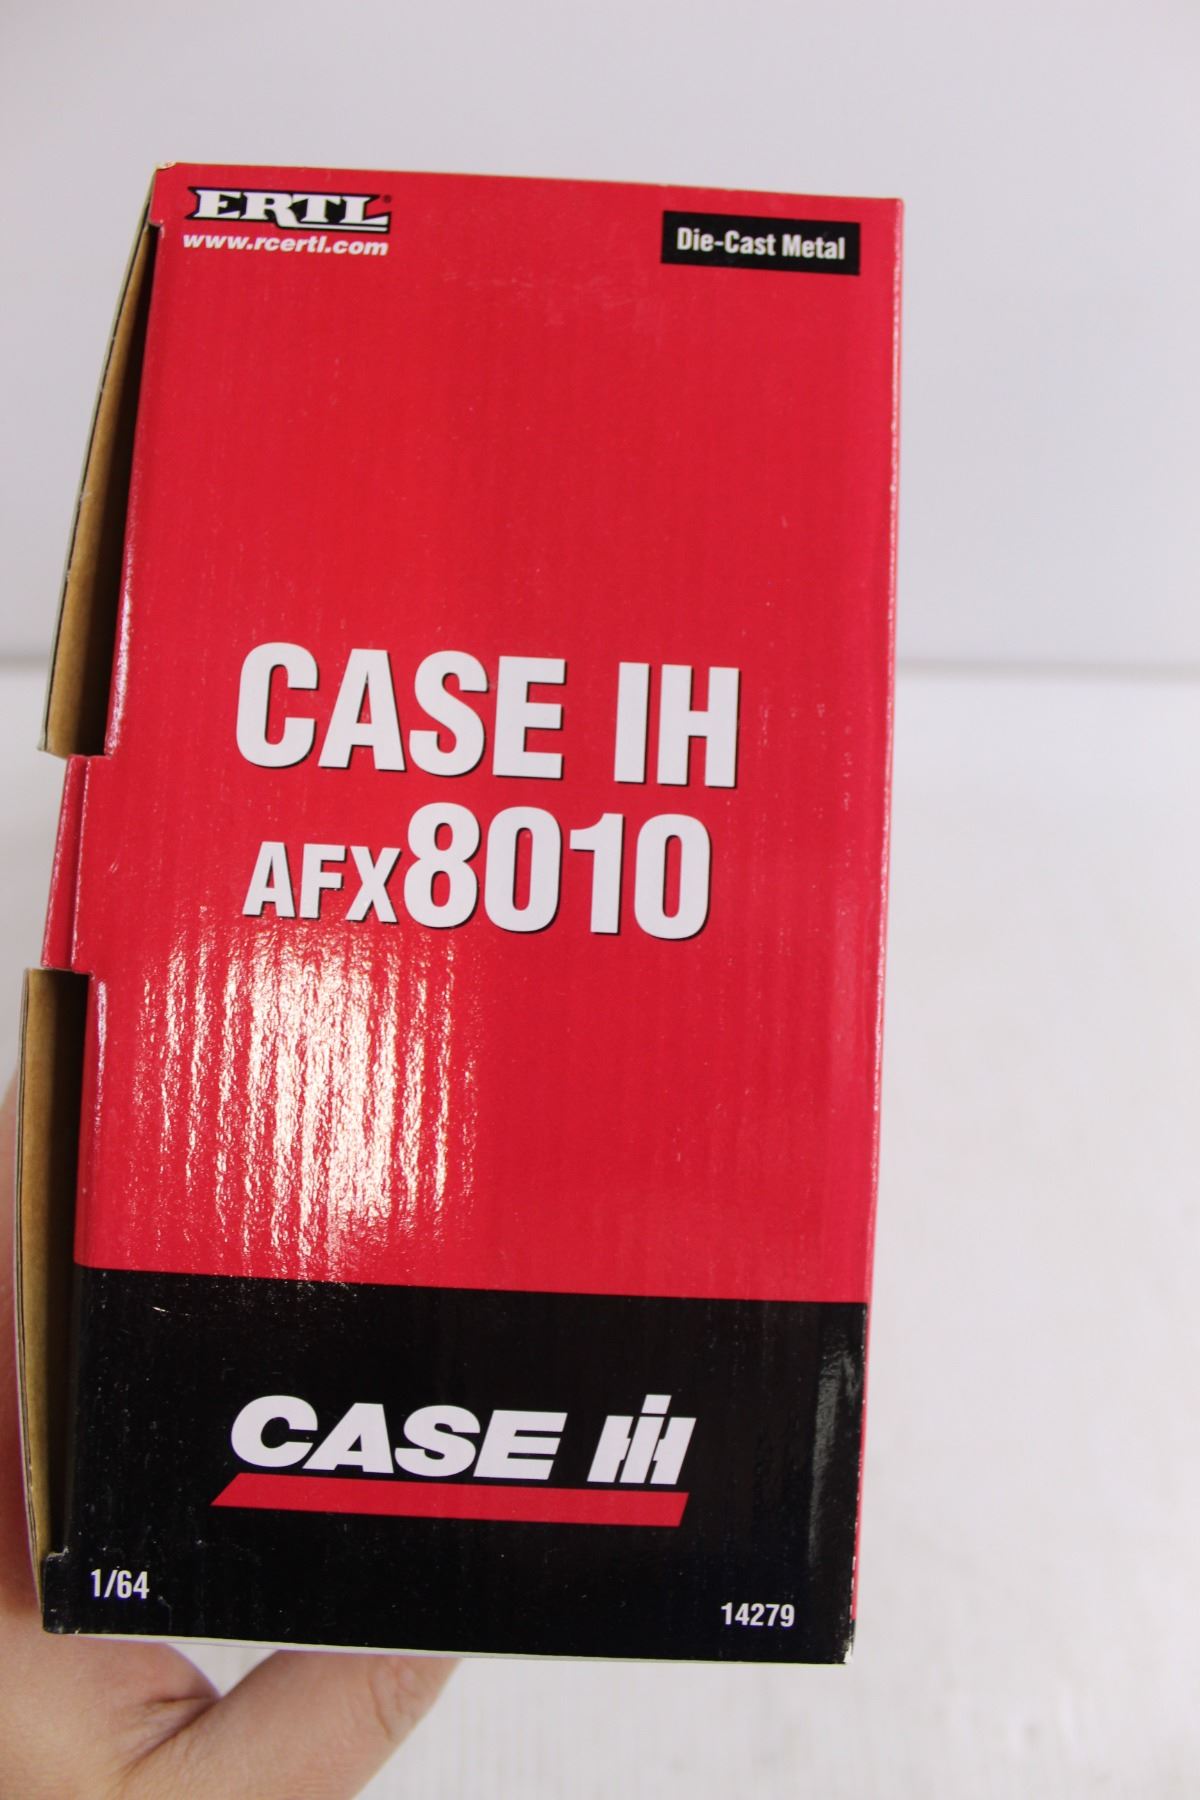 ERTL®
www.rcertl.com
Die-Cast Metal
CASE IH
AFX8010
CASE IH
1/64
14279